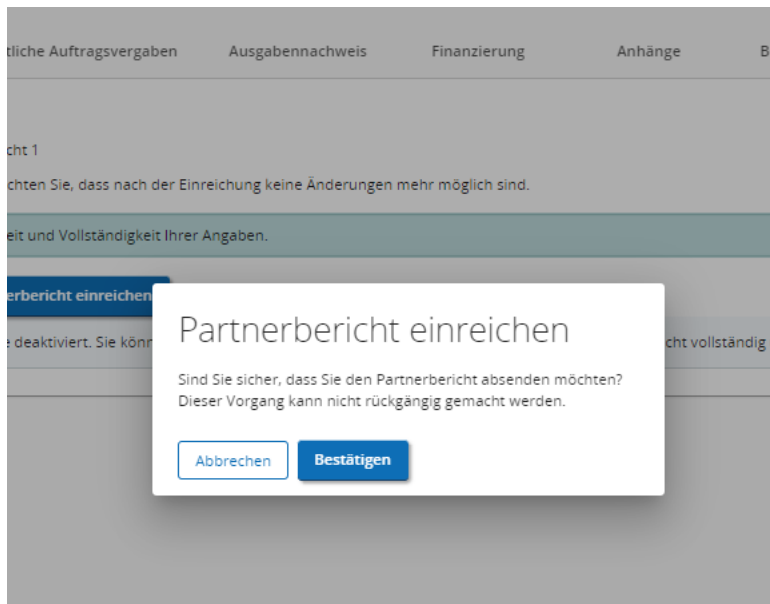 tliche Auftragsvergaben Ausgabennachweis Finanzierung Anhänge B
cht 1
chten Sie, dass nach der Einreichung keine Änderungen mehr möglich sind.
eit und Vollständigkeit Ihrer Angaben.
erbericht einreichen
e deaktiviert. Sie könn cht vollständig
Partnerbericht einreichen
Sind Sie sicher, dass Sie den Partnerbericht absenden möchten?
Dieser Vorgang kann nicht rückgängig gemacht werden.
Abbrechen Bestätigen